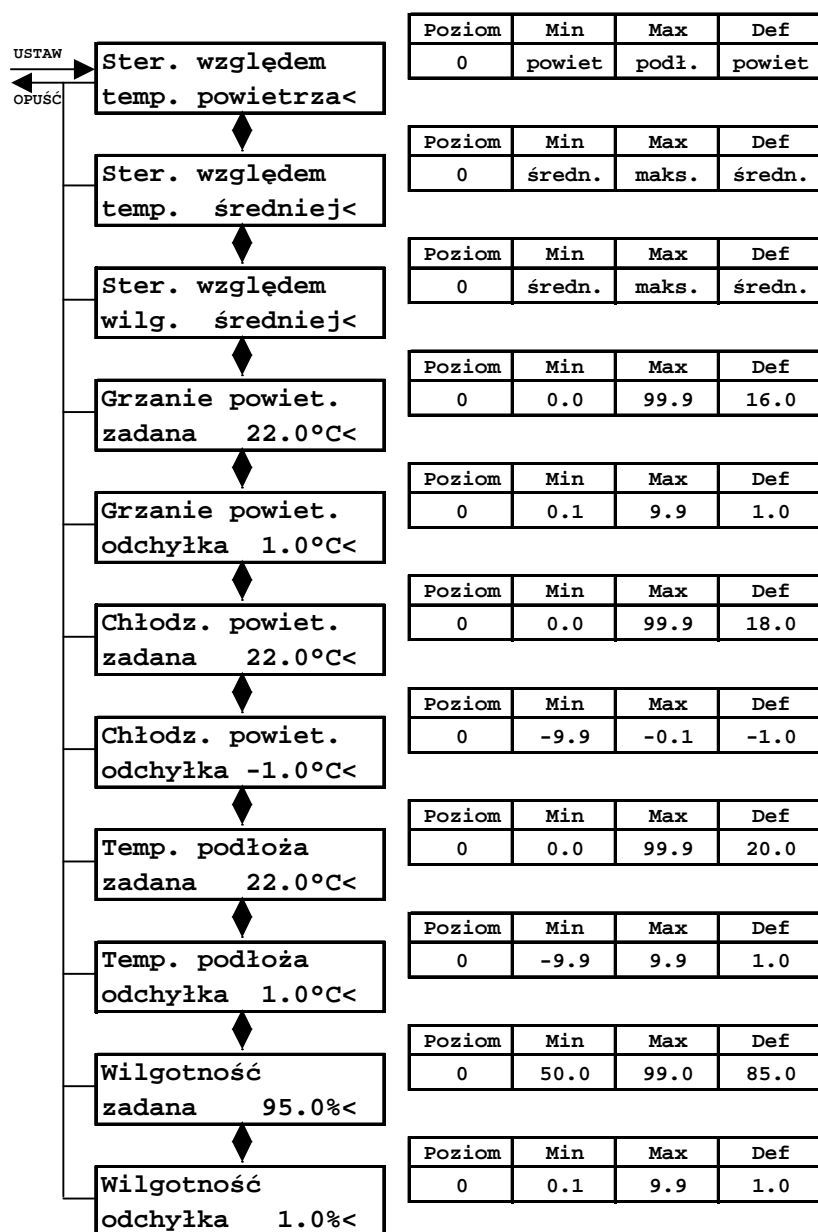 Poziom Min Max Def
USTAW
Ster. względem 0 powiet podł. powiet
OPUŚĆ temp. powietrza<
Poziom Min Max Def
Ster. względem 0 średn. maks. średn.
temp. średniej<
Poziom Min Max Def
Ster. względem 0 średn. maks. średn.
wilg. średniej<
Poziom Min Max Def
Grzanie powiet. 0 0.0 99.9 16.0
zadana 22.0°C<
Poziom Min Max Def
Grzanie powiet. 0 0.1 9.9 1.0
odchyłka 1.0°C<
Poziom Min Max Def
Chłodz. powiet. 0 0.0 99.9 18.0
zadana 22.0°C<
Poziom Min Max Def
Chłodz. powiet. 0 -9.9 -0.1 -1.0
odchyłka -1.0°C<
Poziom Min Max Def
Temp. podłoża 0 0.0 99.9 20.0
zadana 22.0°C<
Poziom Min Max Def
Temp. podłoża 0 -9.9 9.9 1.0
odchyłka 1.0°C<
Poziom Min Max Def
Wilgotność 0 50.0 99.0 85.0
zadana 95.0%<
Poziom Min Max Def
Wilgotność 0 0.1 9.9 1.0
odchyłka 1.0%<